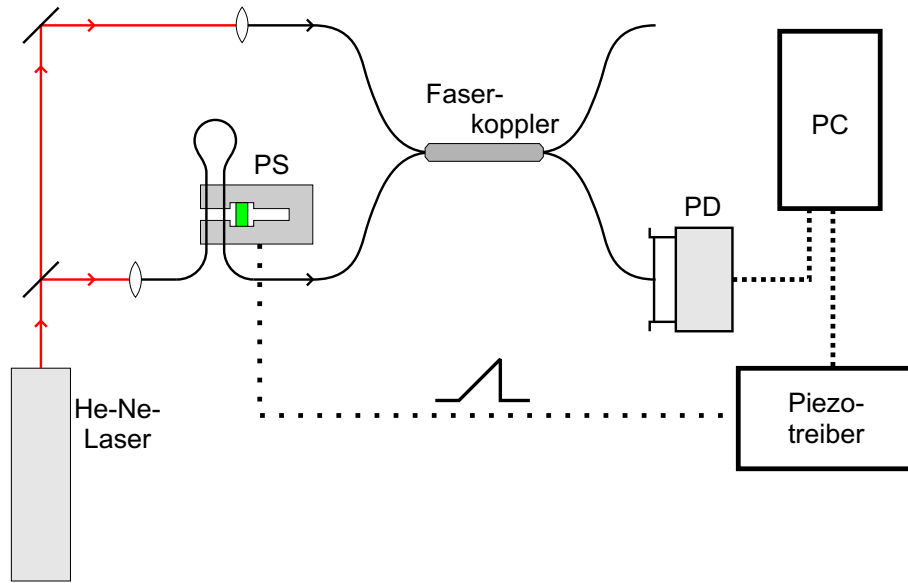 Faser-
koppler
PC
PS
PD
He-Ne-
Laser
Piezo-
treiber